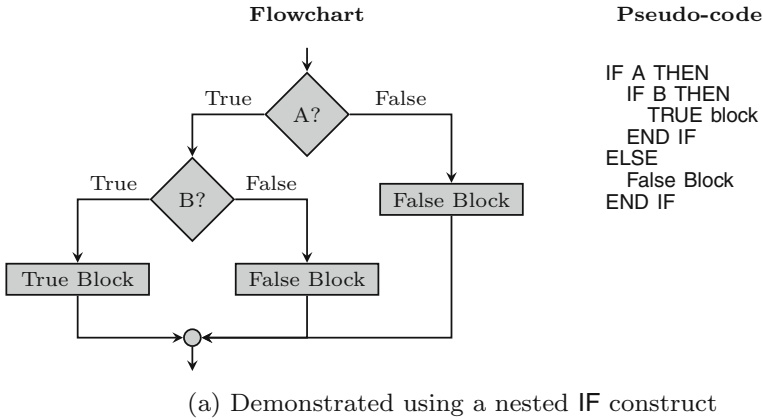 Flowchart
True
A?
False
True
B?
False
False Block
True Block
False Block
Pseudo-code
IF A THEN
IF B THEN
TRUE block
END IF
ELSE
False Block
END IF
(a) Demonstrated using a nested IF construct